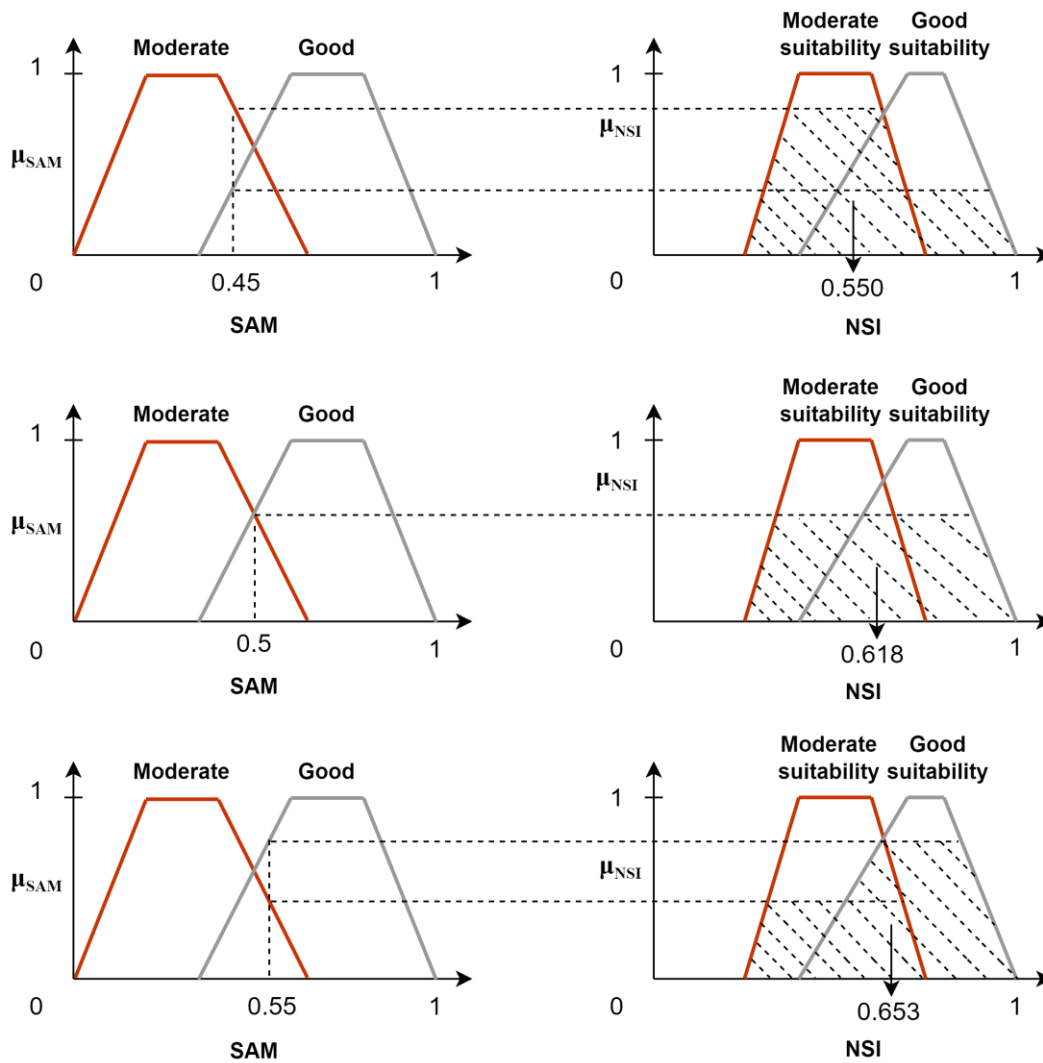 Moderate Good
1
μSAM
0 0.45 1
SAM
Moderate Good
suitability suitability
1
μNSI
0 0.550 1
NSI
Moderate Good
1
μSAM
0 0.5 1
SAM
Moderate Good
suitability suitability
1
μNSI
0 0.618 1
NSI
Moderate Good
1
μSAM
0 0.55 1
SAM
Moderate Good
suitability suitability
1
μNSI
0 0.653 1
NSI